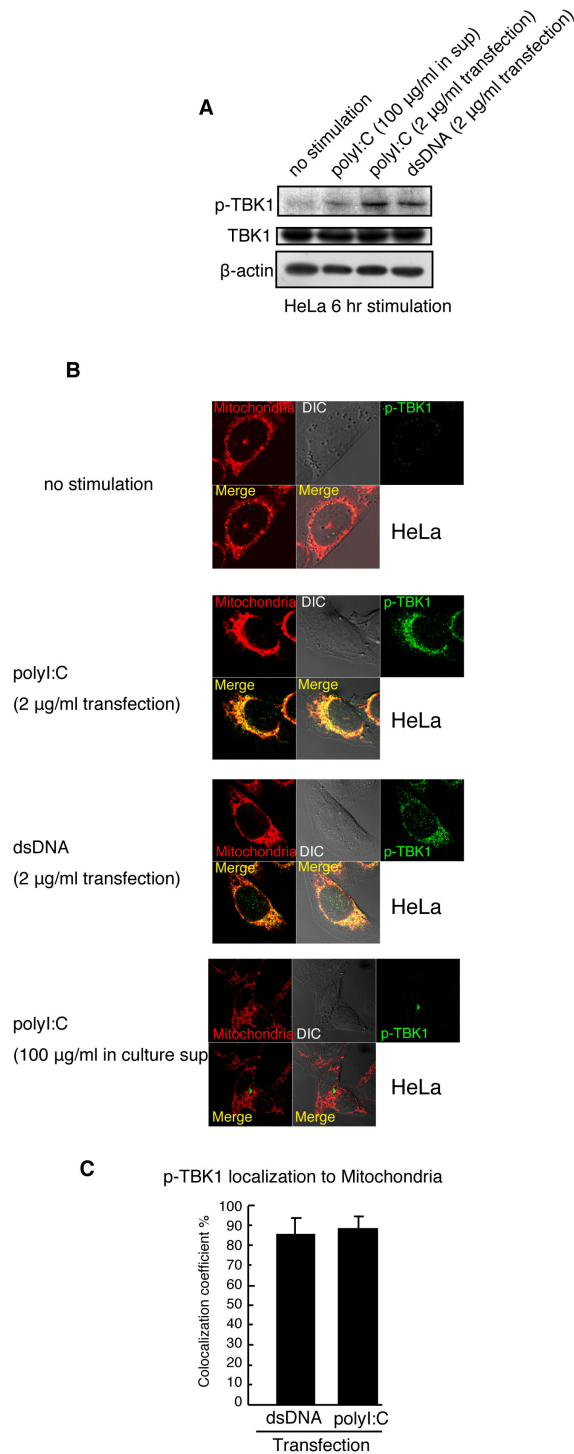 A
no stimulation
polyI:C (100 µg/ml in sup)
polyI:C (2 µg/ml transfection)
dsDNA (2 µg/ml transfection)
p-TBK1
TBK1
β-actin
HeLa 6 hr stimulation
B
no stimulation
Mitochondria
DIC
p-TBK1
Merge
Merge
HeLa
polyI:C
(2 µg/ml transfection)
Mitochondria
DIC
p-TBK1
Merge
Merge
HeLa
dsDNA
(2 µg/ml transfection)
Mitochondria
DIC
p-TBK1
Merge
Merge
HeLa
polyI:C
(100 µg/ml in culture sup
Mitochondria
DIC
p-TBK1
Merge
Merge
HeLa
C
p-TBK1 localization to Mitochondria
Colocalization coefficient %
100
90
80
70
60
50
40
30
20
10
0
dsDNA polyI:C
Transfection